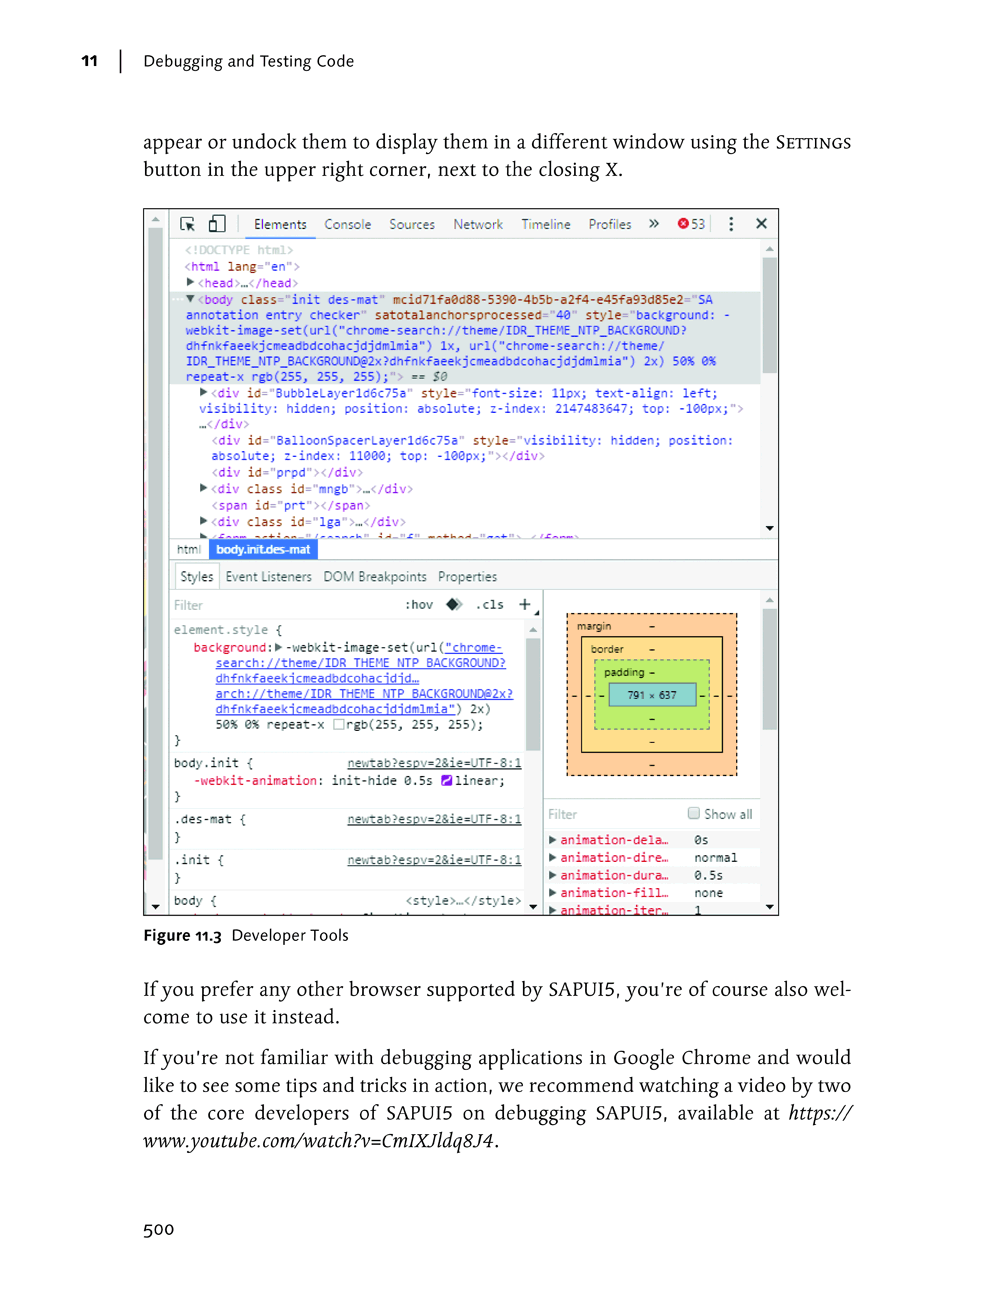 11 | Debugging and Testing Code
appear or undock them to display them in a different window using the SETTINGS
button in the upper right corner, next to the closing X.
Elements Console Sources Network Timeline Profiles » 53
<!DOCTYPE html>
<html lang="en">
<head>…</head>
<body class="init des-mat" mcid71fa0d88-5390-4b5b-a2f4-e45fa93d85e2="SA
annotation entry checker" satotalanchorsprocessed="40" style="background: -
webkit-image-set(url("chrome-search://theme/IDR_THEME_NTP_BACKGROUND?
dhfnkfaeekjcmeadbdcohacjdjdmlmia") 1x, url("chrome-search://theme/
IDR_THEME_NTP_BACKGROUND@2x?dhfnkfaeekjcmeadbdcohacjdjdmlmia") 2x) 50% 0%
repeat-x rgb(255, 255, 255);"> == $0
<div id="BubbleLayer1d6c75a" style="font-size: 11px; text-align: left;
visibility: hidden; position: absolute; z-index: 2147483647; top: -100px;">
…</div>
<div id="BalloonSpacerLayer1d6c75a" style="visibility: hidden; position:
absolute; z-index: 11000; top: -100px;"></div>
<div id="prpd"></div>
<div class id="mngb">…</div>
<span id="prt"></span>
<div class id="lga">…</div>
<form action="/search" id="f" method="get">…</form>
html body.init.des-mat
Styles Event Listeners DOM Breakpoints Properties
Filter :hov .cls +
element.style {
background: -webkit-image-set(url("chrome-
search://theme/IDR_THEME_NTP_BACKGROUND?
dhfnkfaeekjcmeadbdcohacjdjd…
arch://theme/IDR_THEME_NTP_BACKGROUND@2x?
dhfnkfaeekjcmeadbdcohacjdjdmlmia") 2x)
50% 0% repeat-x rgb(255, 255, 255);
}
body.init { newtab?espv=2&ie=UTF-8:1
-webkit-animation: init-hide 0.5s linear;
}
.des-mat { newtab?espv=2&ie=UTF-8:1
}
.init { newtab?espv=2&ie=UTF-8:1
}
body { <style>…</style>
margin –
border –
padding –
– – – 791 × 637 – – –
–
–
–
Filter Show all
animation-dela… 0s
animation-dire… normal
animation-dura… 0.5s
animation-fill… none
animation-iter… 1
Figure 11.3 Developer Tools
If you prefer any other browser supported by SAPUI5, you're of course also wel-
come to use it instead.
If you're not familiar with debugging applications in Google Chrome and would
like to see some tips and tricks in action, we recommend watching a video by two
of the core developers of SAPUI5 on debugging SAPUI5, available at https://
www.youtube.com/watch?v=CmIXJldq8J4.
500